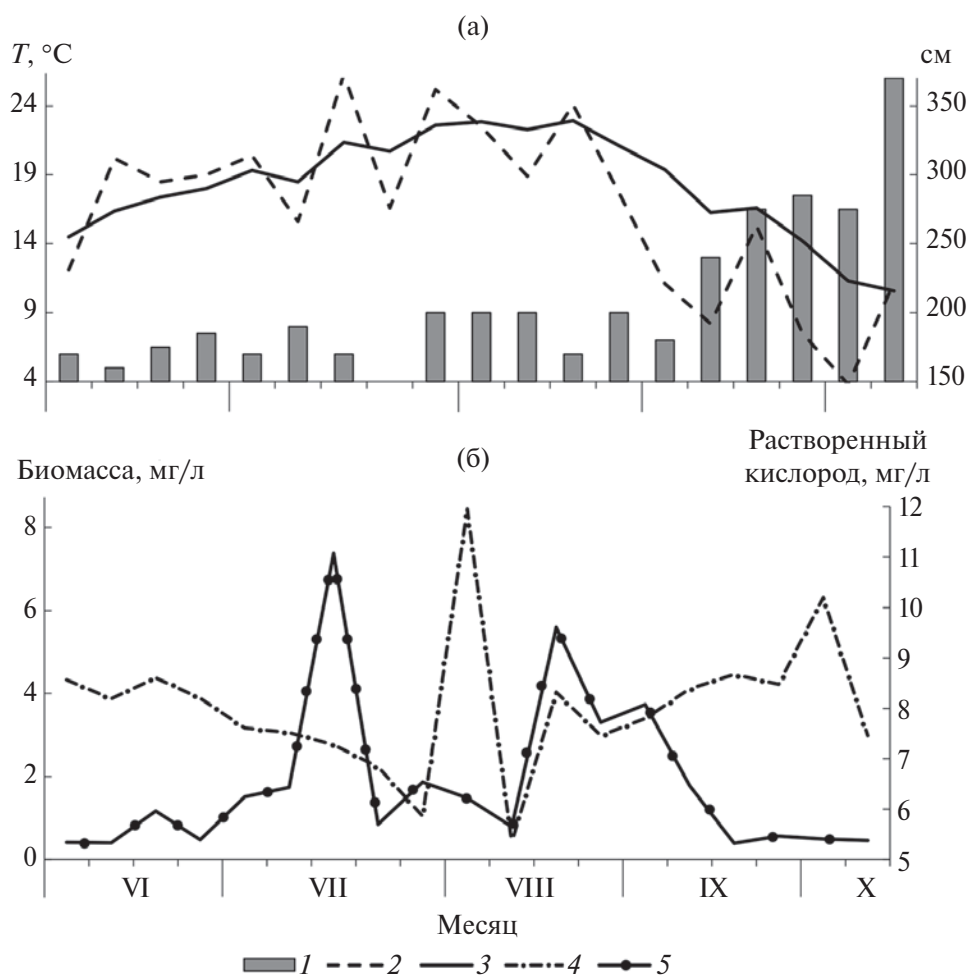 (а)
T, °C
см
24
19
14
9
4
350
300
250
200
150
(б)
Биомасса, мг/л
Растворенный
кислород, мг/л
8
6
4
2
0
12
11
10
9
8
7
6
5
VI VII VIII IX X
Месяц
1 2 3 4 5